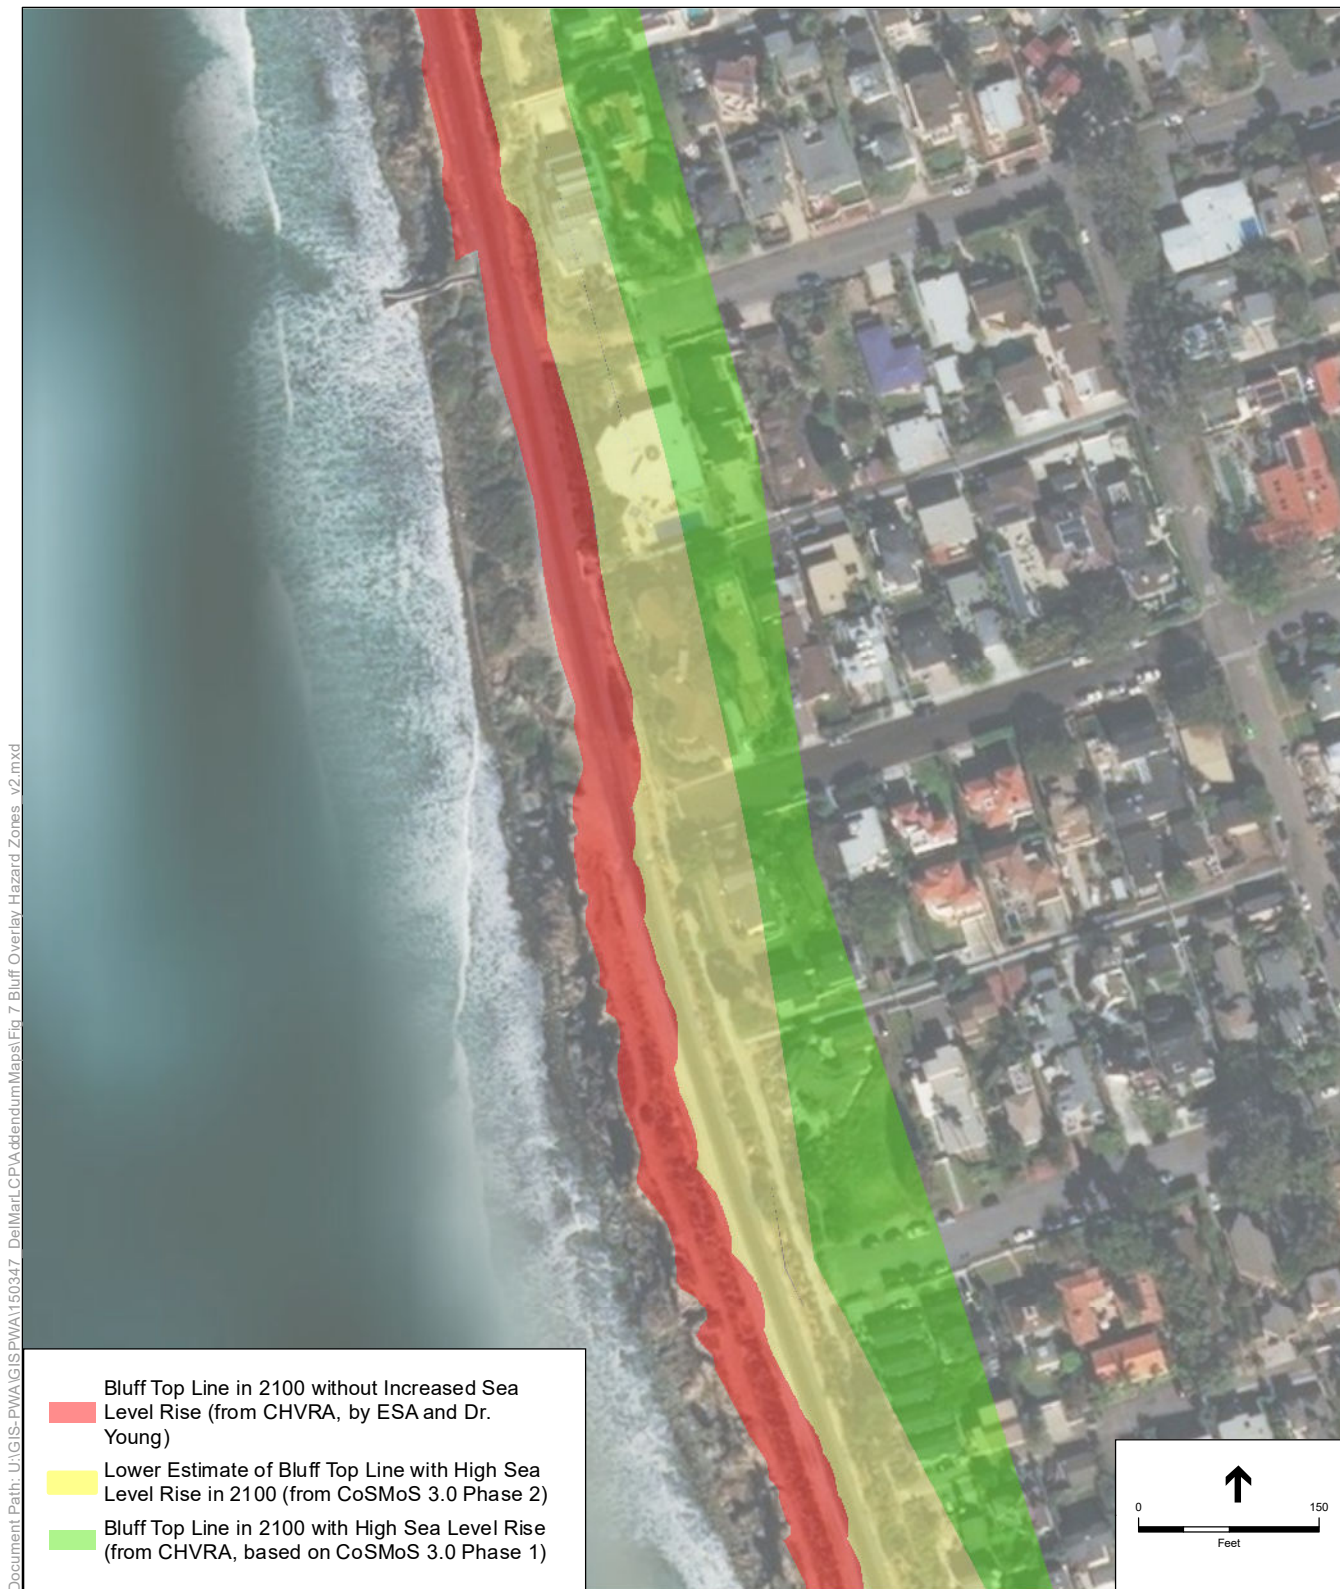 Document Path: U:\GIS-PWA\GISPWA\150347_DelMarLCP\AddendumMaps\Fig 7 Bluff Overlay Hazard Zones_v2.mxd
Bluff Top Line in 2100 without Increased Sea
Level Rise (from CHVRA, by ESA and Dr.
Young)
Lower Estimate of Bluff Top Line with High Sea
Level Rise in 2100 (from CoSMoS 3.0 Phase 2)
Bluff Top Line in 2100 with High Sea Level Rise
(from CHVRA, based on CoSMoS 3.0 Phase 1)
0 150
Feet